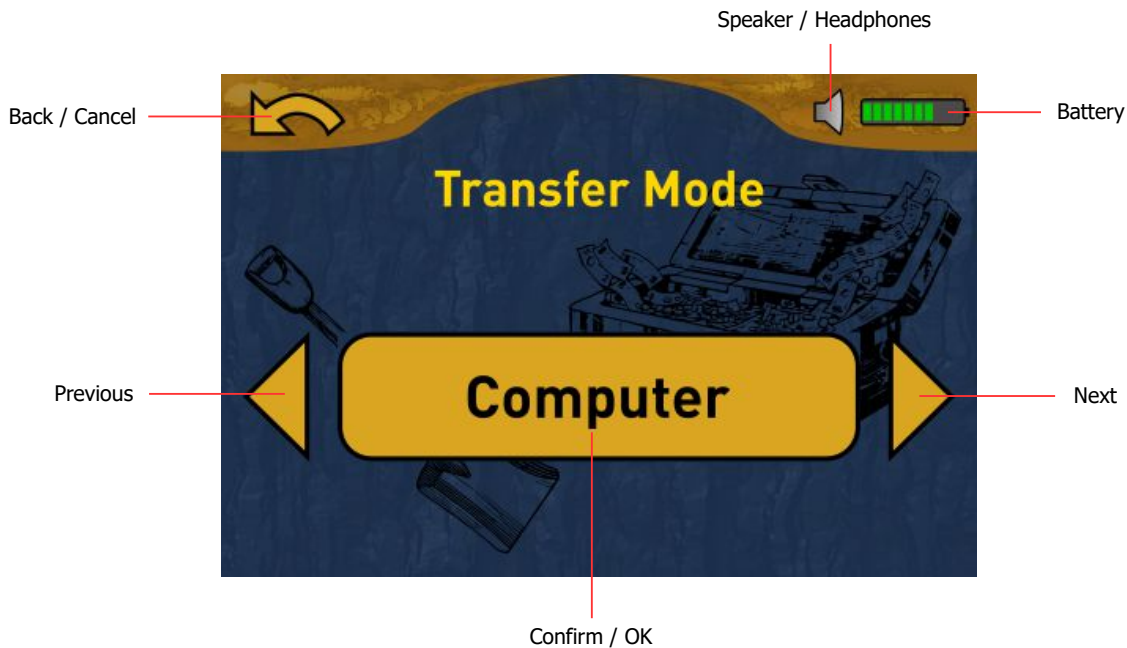 Speaker / Headphones
Back / Cancel
Battery
Transfer Mode
Previous
Computer
Next
Confirm / OK